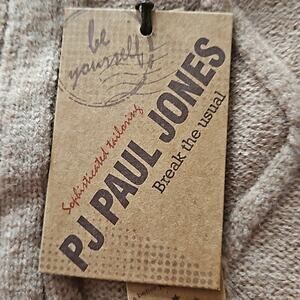 be
yourself!
Sophisticated tailoring
PJ PAUL JONES
Break the usual